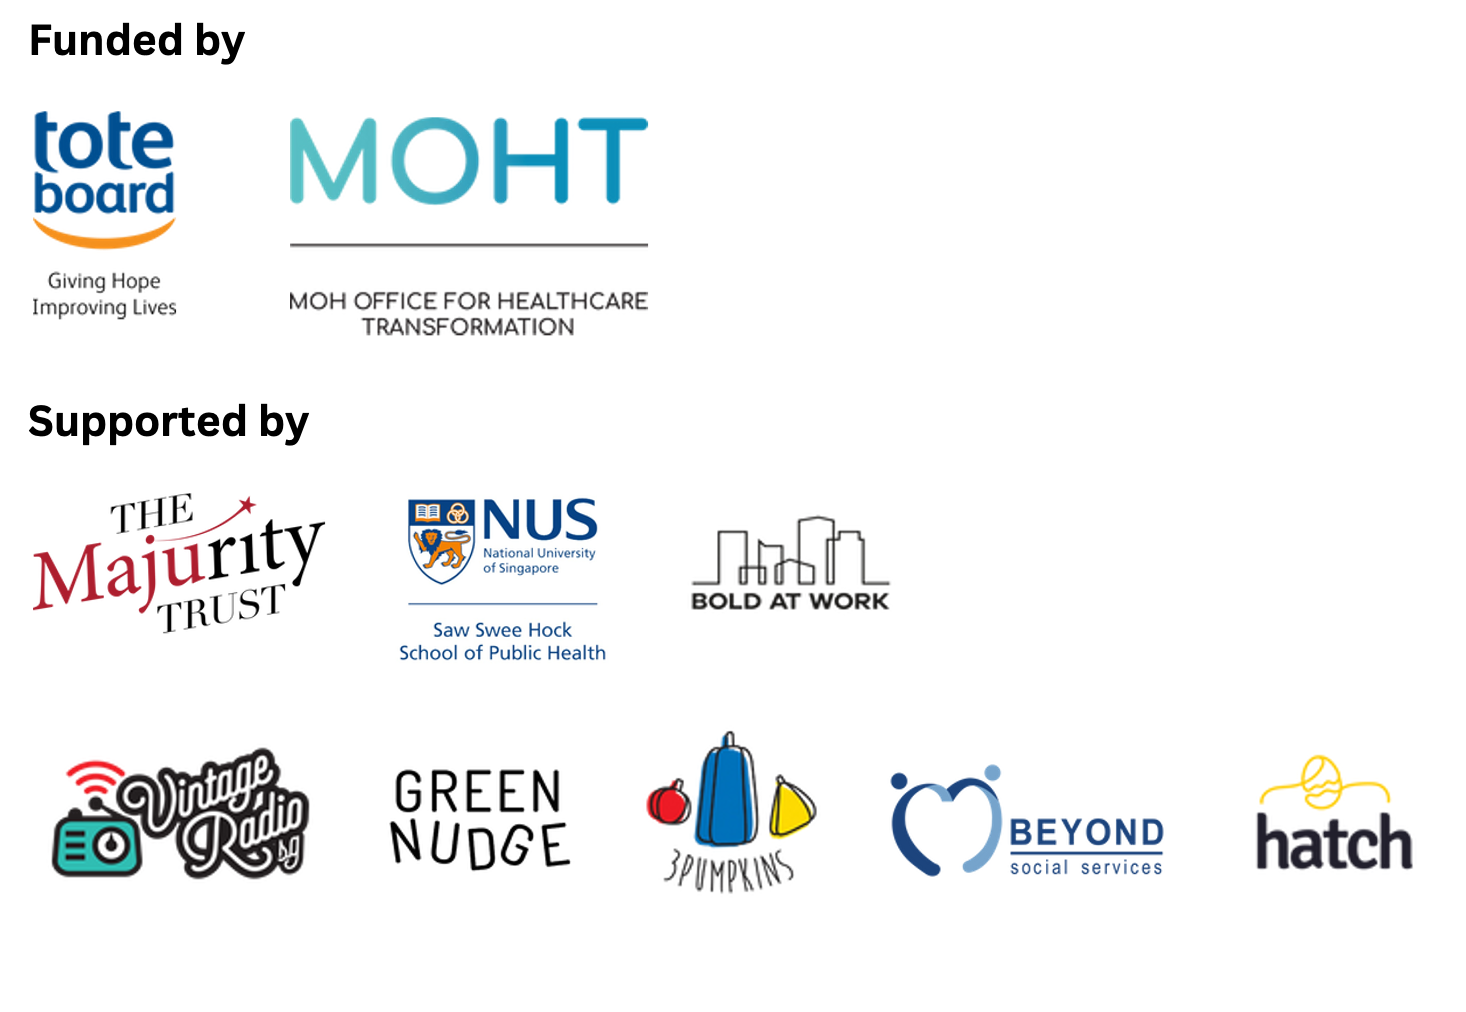 Funded by
tote
board
Giving Hope
Improving Lives
MOHT
MOH OFFICE FOR HEALTHCARE
TRANSFORMATION
Supported by
THE
Majurity
TRUST
NUS
National University
of Singapore
Saw Swee Hock
School of Public Health
BOLD AT WORK
Vintage
Radio
sg
GREEN
NUDGE
3PUMPKINS
BEYOND
social services
hatch